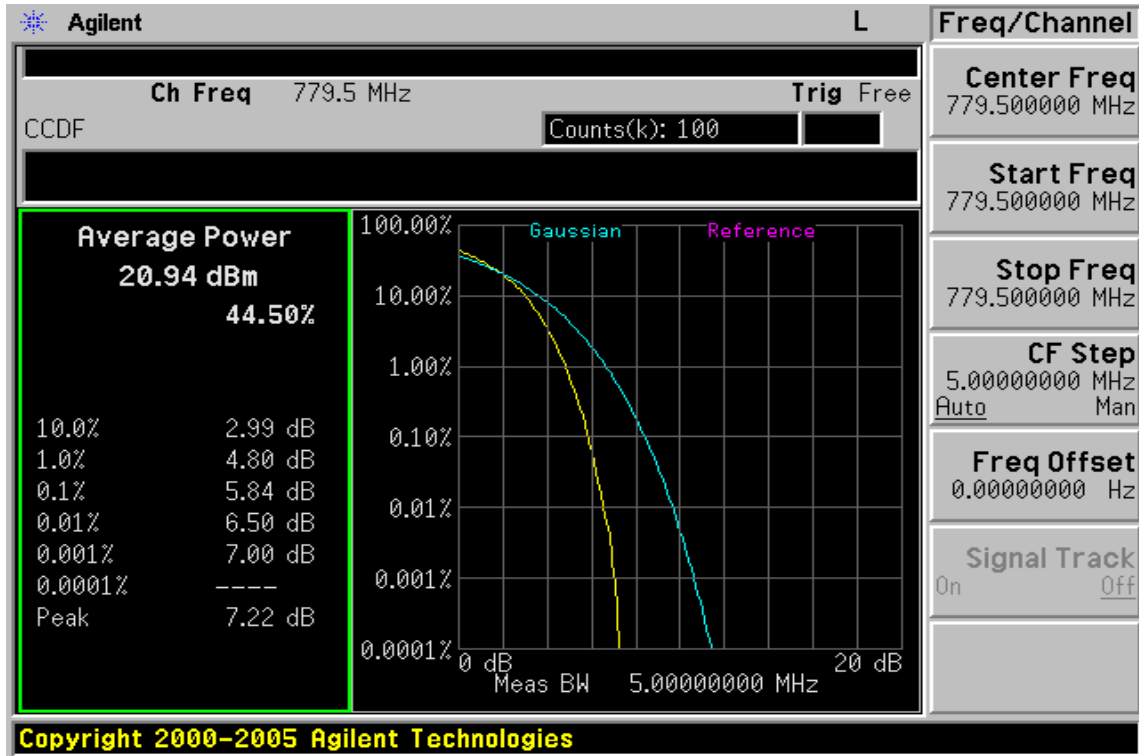 Agilent L Freq/Channel
Ch Freq 779.5 MHz Trig Free
CCDF Counts(k): 100
Average Power
20.94 dBm
44.50%
10.0% 2.99 dB
1.0% 4.80 dB
0.1% 5.84 dB
0.01% 6.50 dB
0.001% 7.00 dB
0.0001% ----
Peak 7.22 dB
100.00%
Gaussian Reference
10.00%
1.00%
0.10%
0.01%
0.001%
0.0001%
0 dB 20 dB
Meas BW 5.00000000 MHz
Center Freq
779.500000 MHz
Start Freq
779.500000 MHz
Stop Freq
779.500000 MHz
CF Step
5.00000000 MHz
Auto Man
Freq Offset
0.00000000 Hz
Signal Track
On Off
Copyright 2000-2005 Agilent Technologies